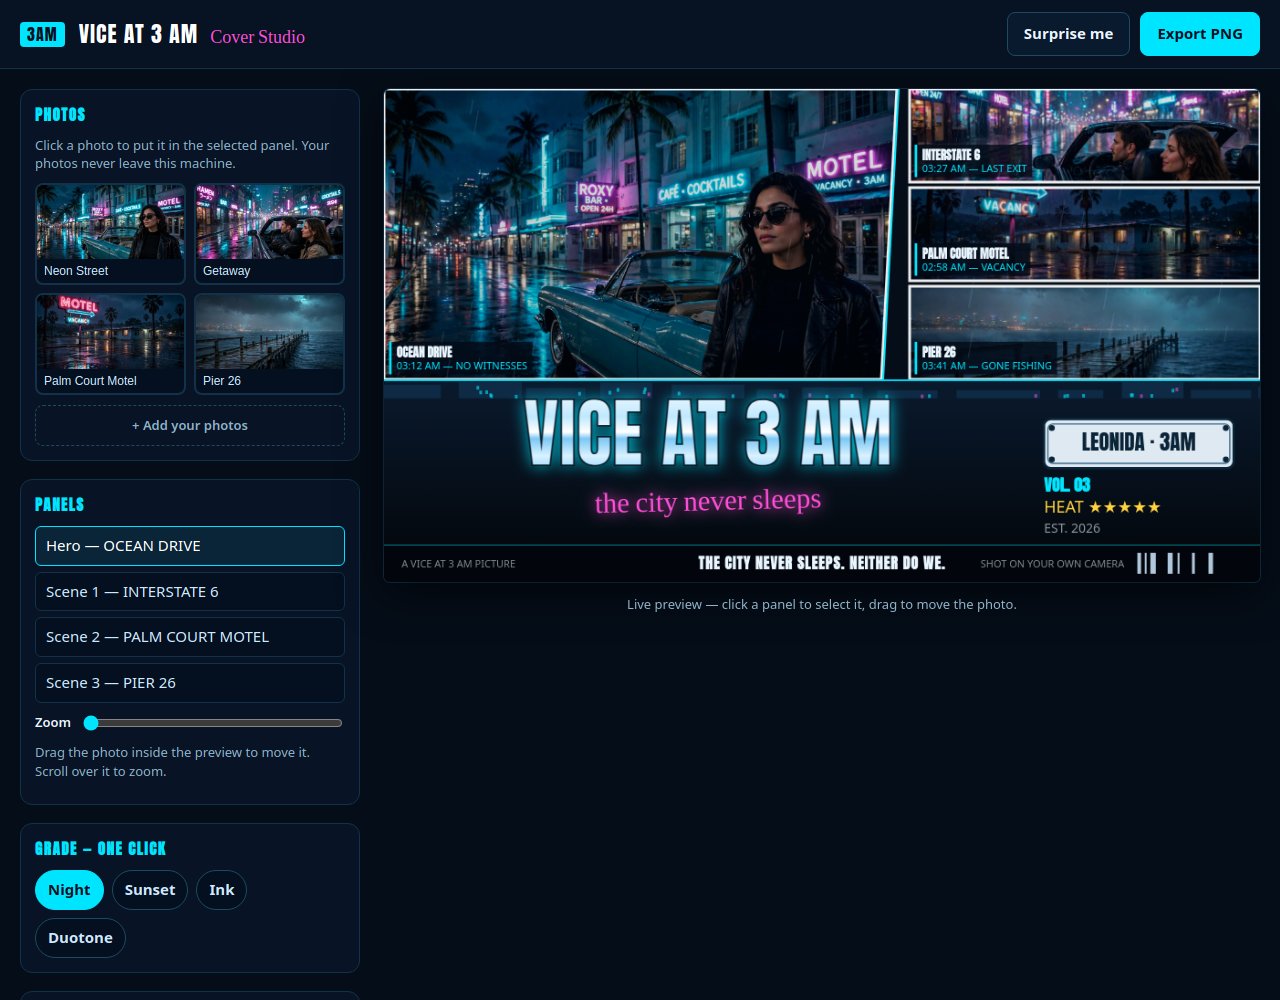 3AM VICE AT 3 AM Cover Studio
Surprise me
Export PNG
PHOTOS
Click a photo to put it in the selected panel. Your
photos never leave this machine.
Neon Street
Getaway
Palm Court Motel
Pier 26
+ Add your photos
PANELS
Hero — OCEAN DRIVE
Scene 1 — INTERSTATE 6
Scene 2 — PALM COURT MOTEL
Scene 3 — PIER 26
Zoom
Drag the photo inside the preview to move it.
Scroll over it to zoom.
GRADE – ONE CLICK
Night
Sunset
Ink
Duotone
ROXY
BAR
OPEN 24H
CAFÉ · COCKTAILS
MOTEL
VACANCY · 3AM
OCEAN DRIVE
03:12 AM — NO WITNESSES
INTERSTATE 6
03:27 AM — LAST EXIT
VACANCY
PALM COURT MOTEL
02:58 AM — VACANCY
PIER 26
03:41 AM — GONE FISHING
VICE AT 3 AM
the city never sleeps
LEONIDA · 3AM
VOL. 03
HEAT ★★★★★
EST. 2026
A VICE AT 3 AM PICTURE
THE CITY NEVER SLEEPS. NEITHER DO WE.
SHOT ON YOUR OWN CAMERA
Live preview — click a panel to select it, drag to move the photo.